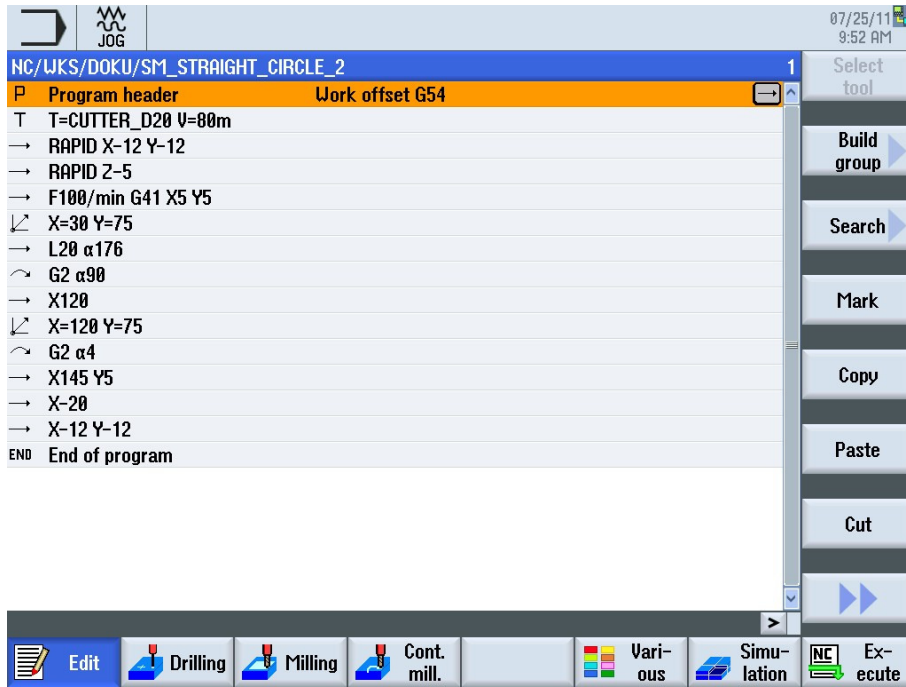 JOG
07/25/11
9:52 AM
NC/WKS/DOKU/SM_STRAIGHT_CIRCLE_2 1
P Program header Work offset G54
T T=CUTTER_D20 V=80m
→ RAPID X-12 Y-12
→ RAPID Z-5
→ F100/min G41 X5 Y5
X=30 Y=75
→ L20 α176
G2 α90
→ X120
X=120 Y=75
G2 α4
→ X145 Y5
→ X-20
→ X-12 Y-12
END End of program
Select
tool
Build
group
Search
Mark
Copy
Paste
Cut
>
Edit
Drilling
Milling
Cont.
mill.
Vari-
ous
Simu-
lation
NC
Ex-
ecute